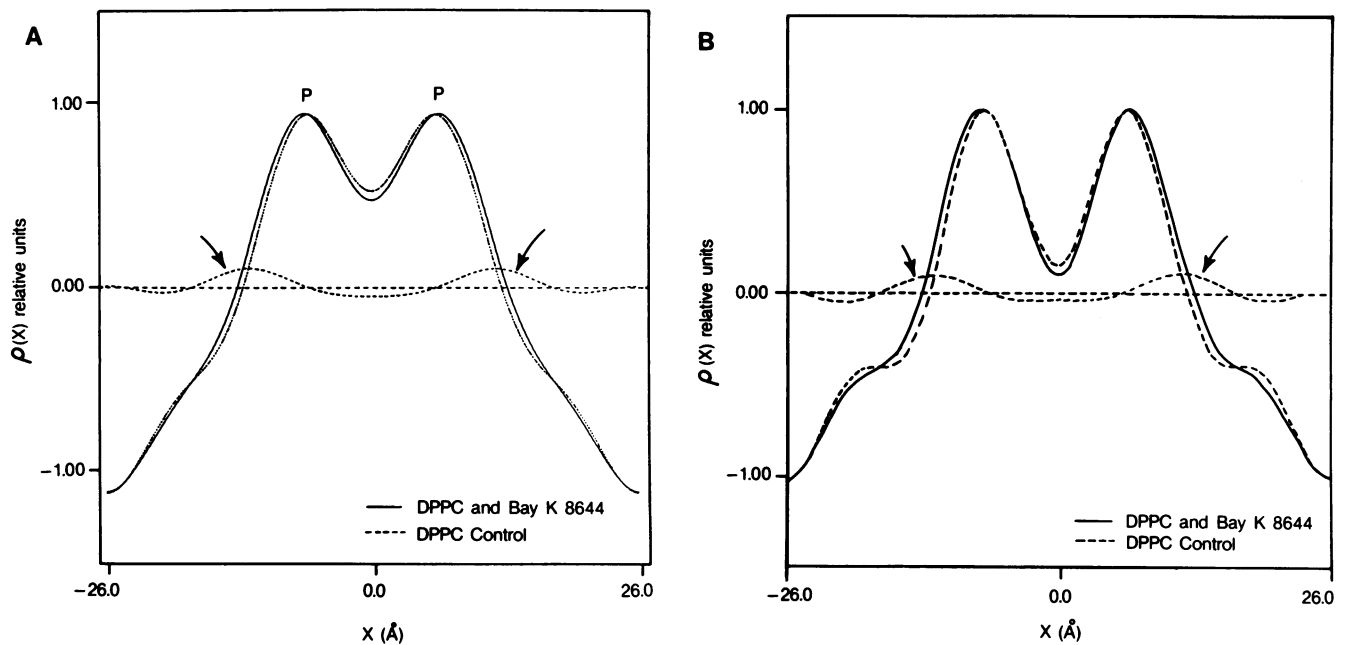 A
P P
1.00
0.00
−1.00
ρ(X) relative units
DPPC and Bay K 8644
DPPC Control
−26.0 0.0 26.0
X (Å)
B
1.00
0.00
−1.00
ρ(X) relative units
DPPC and Bay K 8644
DPPC Control
−26.0 0.0 26.0
X (Å)